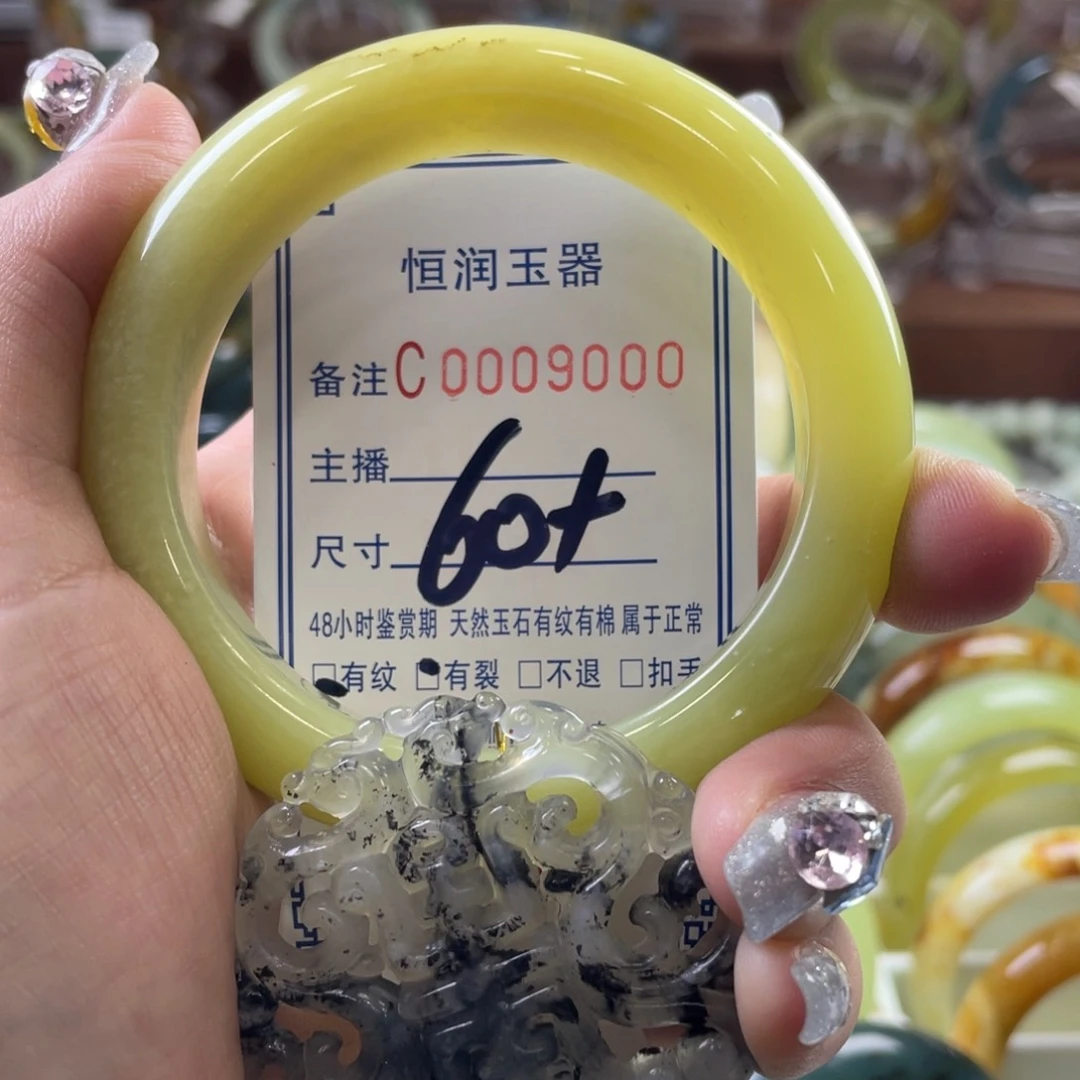 恒润玉器
备注C0009000
主播
尺寸 60+
48小时鉴赏期 天然玉石有纹有棉 属于正常
□有纹 □有裂 □不退 □扣手